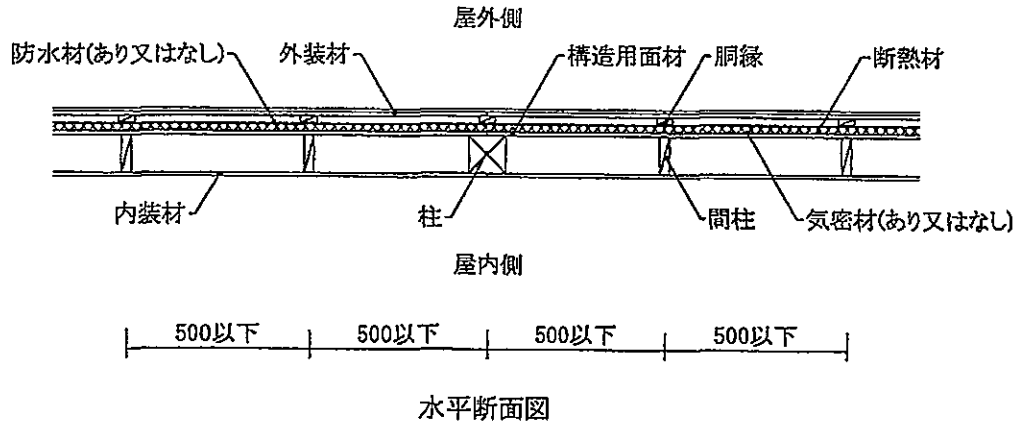 屋外側
防水材(あり又はなし)
外装材
構造用面材
胴縁
断熱材
内装材
柱
間柱
気密材(あり又はなし)
屋内側
500以下 500以下 500以下 500以下
水平断面図